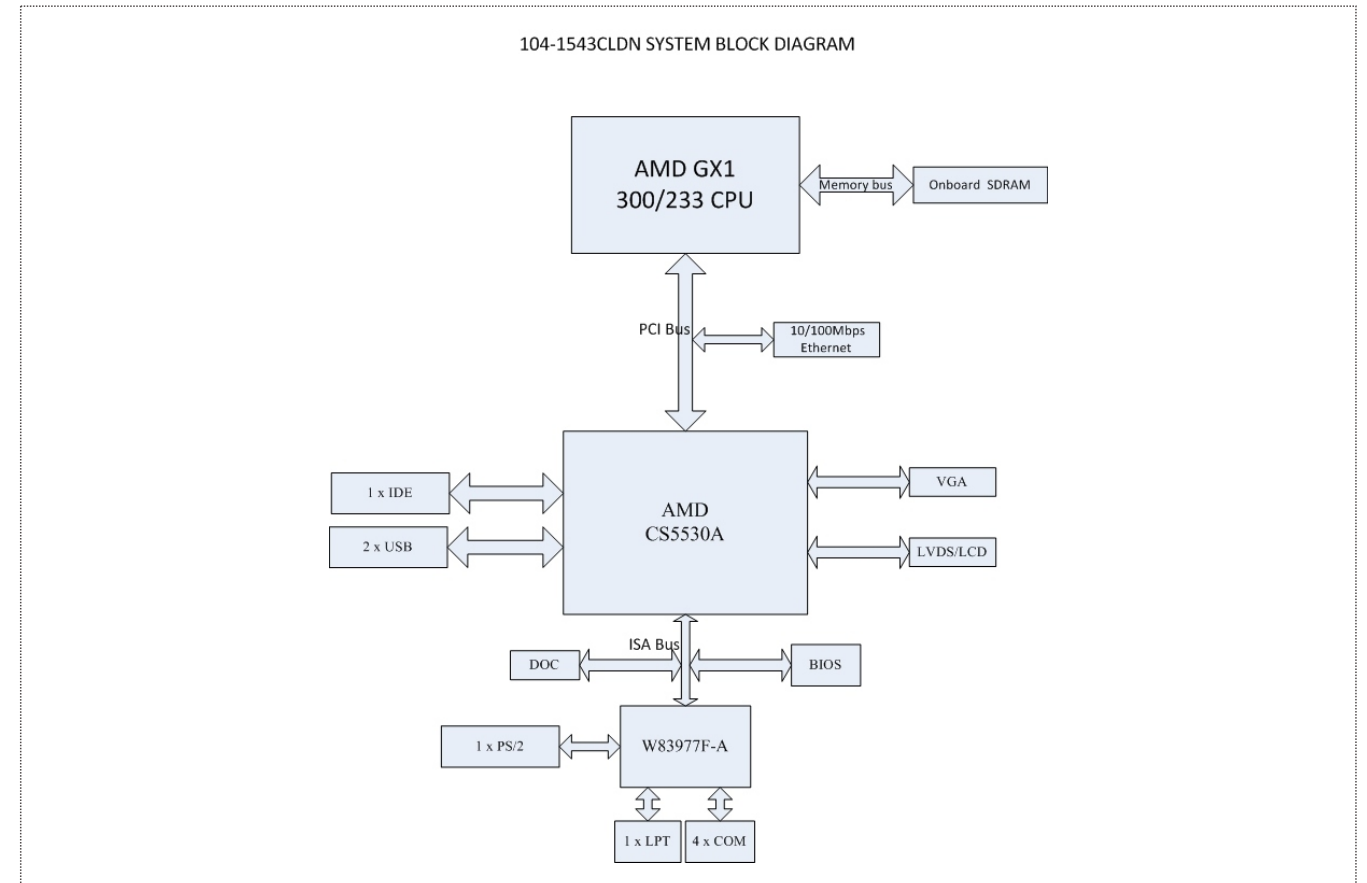 104-1543CLDN SYSTEM BLOCK DIAGRAM
AMD GX1
300/233 CPU
Memory bus
Onboard SDRAM
PCI Bus
10/100Mbps
Ethernet
1 x IDE
2 x USB
AMD
CS5530A
VGA
LVDS/LCD
ISA Bus
DOC
BIOS
1 x PS/2
W83977F-A
1 x LPT
4 x COM